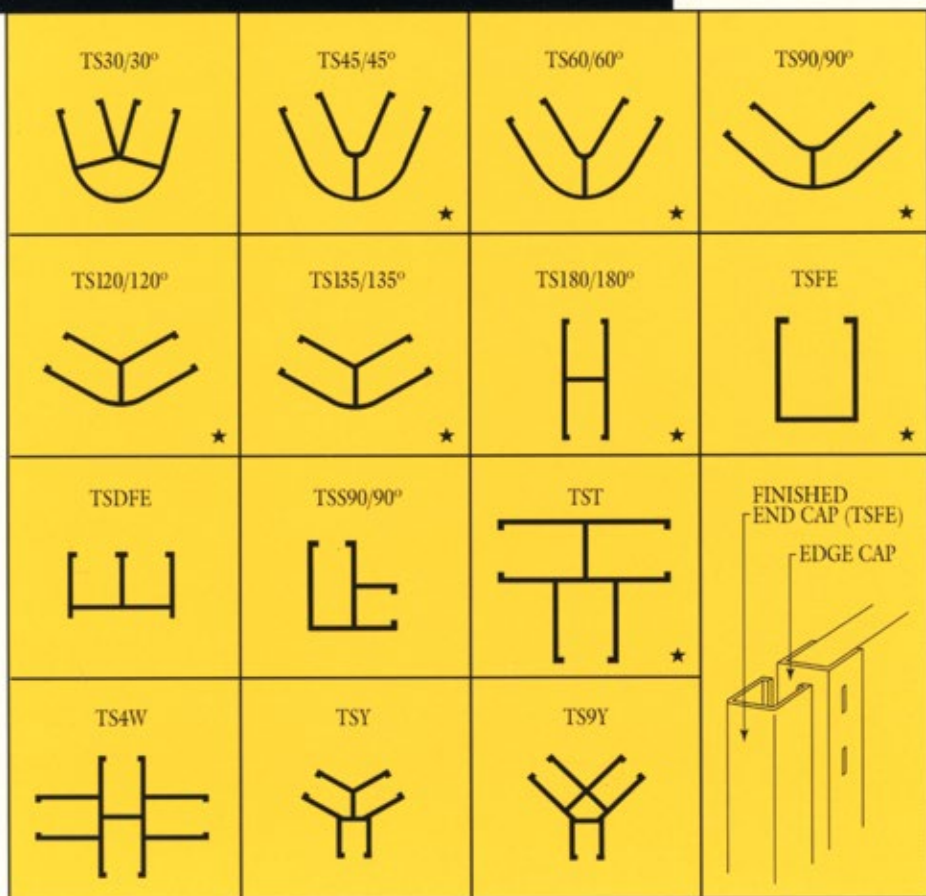 TS30/30°
TS45/45°
TS60/60°
TS90/90°
TS120/120°
TS135/135°
TS180/180°
TSFE
TSDFE
TSS90/90°
TST
FINISHED
END CAP (TSFE)
EDGE CAP
TS4W
TSY
TS9Y